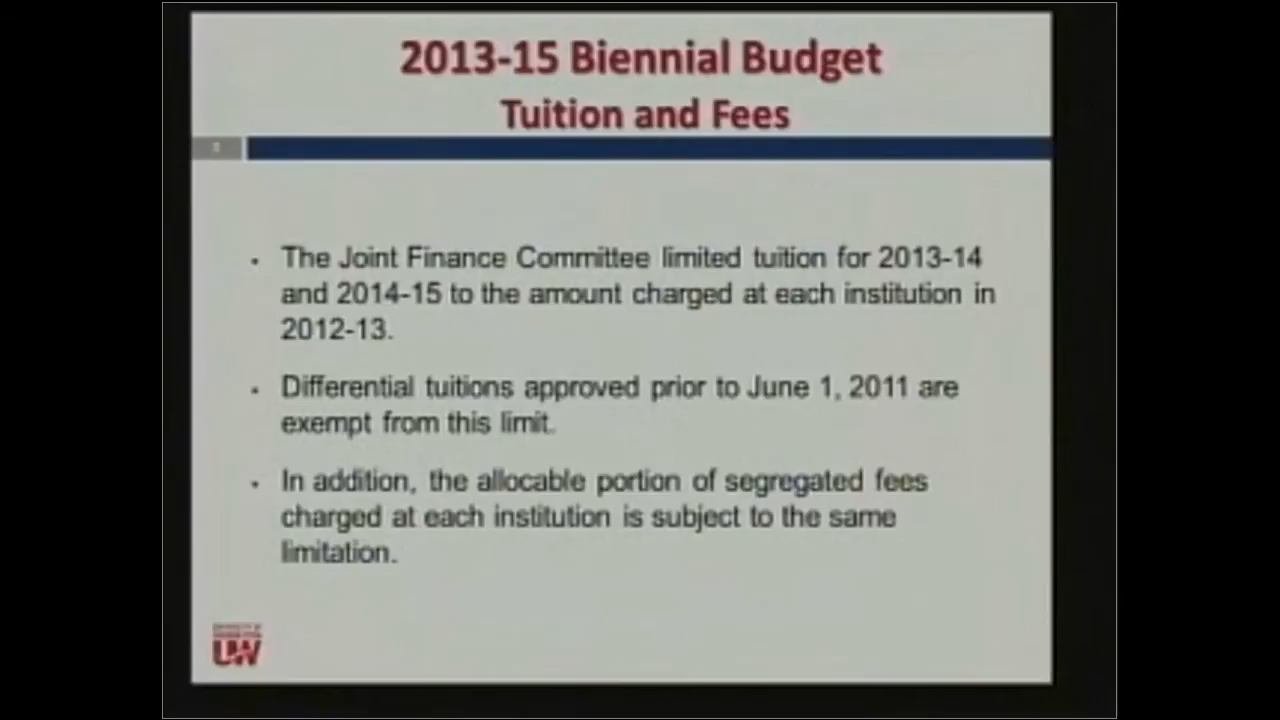 2013-15 Biennial Budget
Tuition and Fees
The Joint Finance Committee limited tuition for 2013-14
and 2014-15 to the amount charged at each institution in
2012-13.
Differential tuitions approved prior to June 1, 2011 are
exempt from this limit.
In addition, the allocable portion of segregated fees
charged at each institution is subject to the same
limitation.
UW